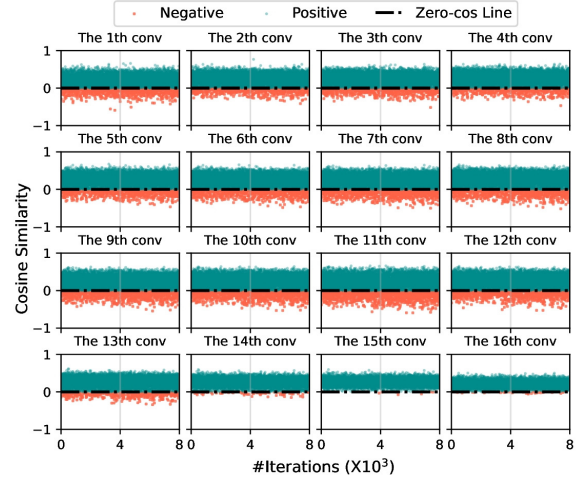 Negative Positive Zero-cos Line
The 1th conv The 2th conv The 3th conv The 4th conv
1
0
−1
The 5th conv The 6th conv The 7th conv The 8th conv
1
0
−1
The 9th conv The 10th conv The 11th conv The 12th conv
1
0
−1
The 13th conv The 14th conv The 15th conv The 16th conv
1
0
−1
0 4 8 0 4 8 0 4 8 0 4 8
Cosine Similarity
#Iterations (X10³)